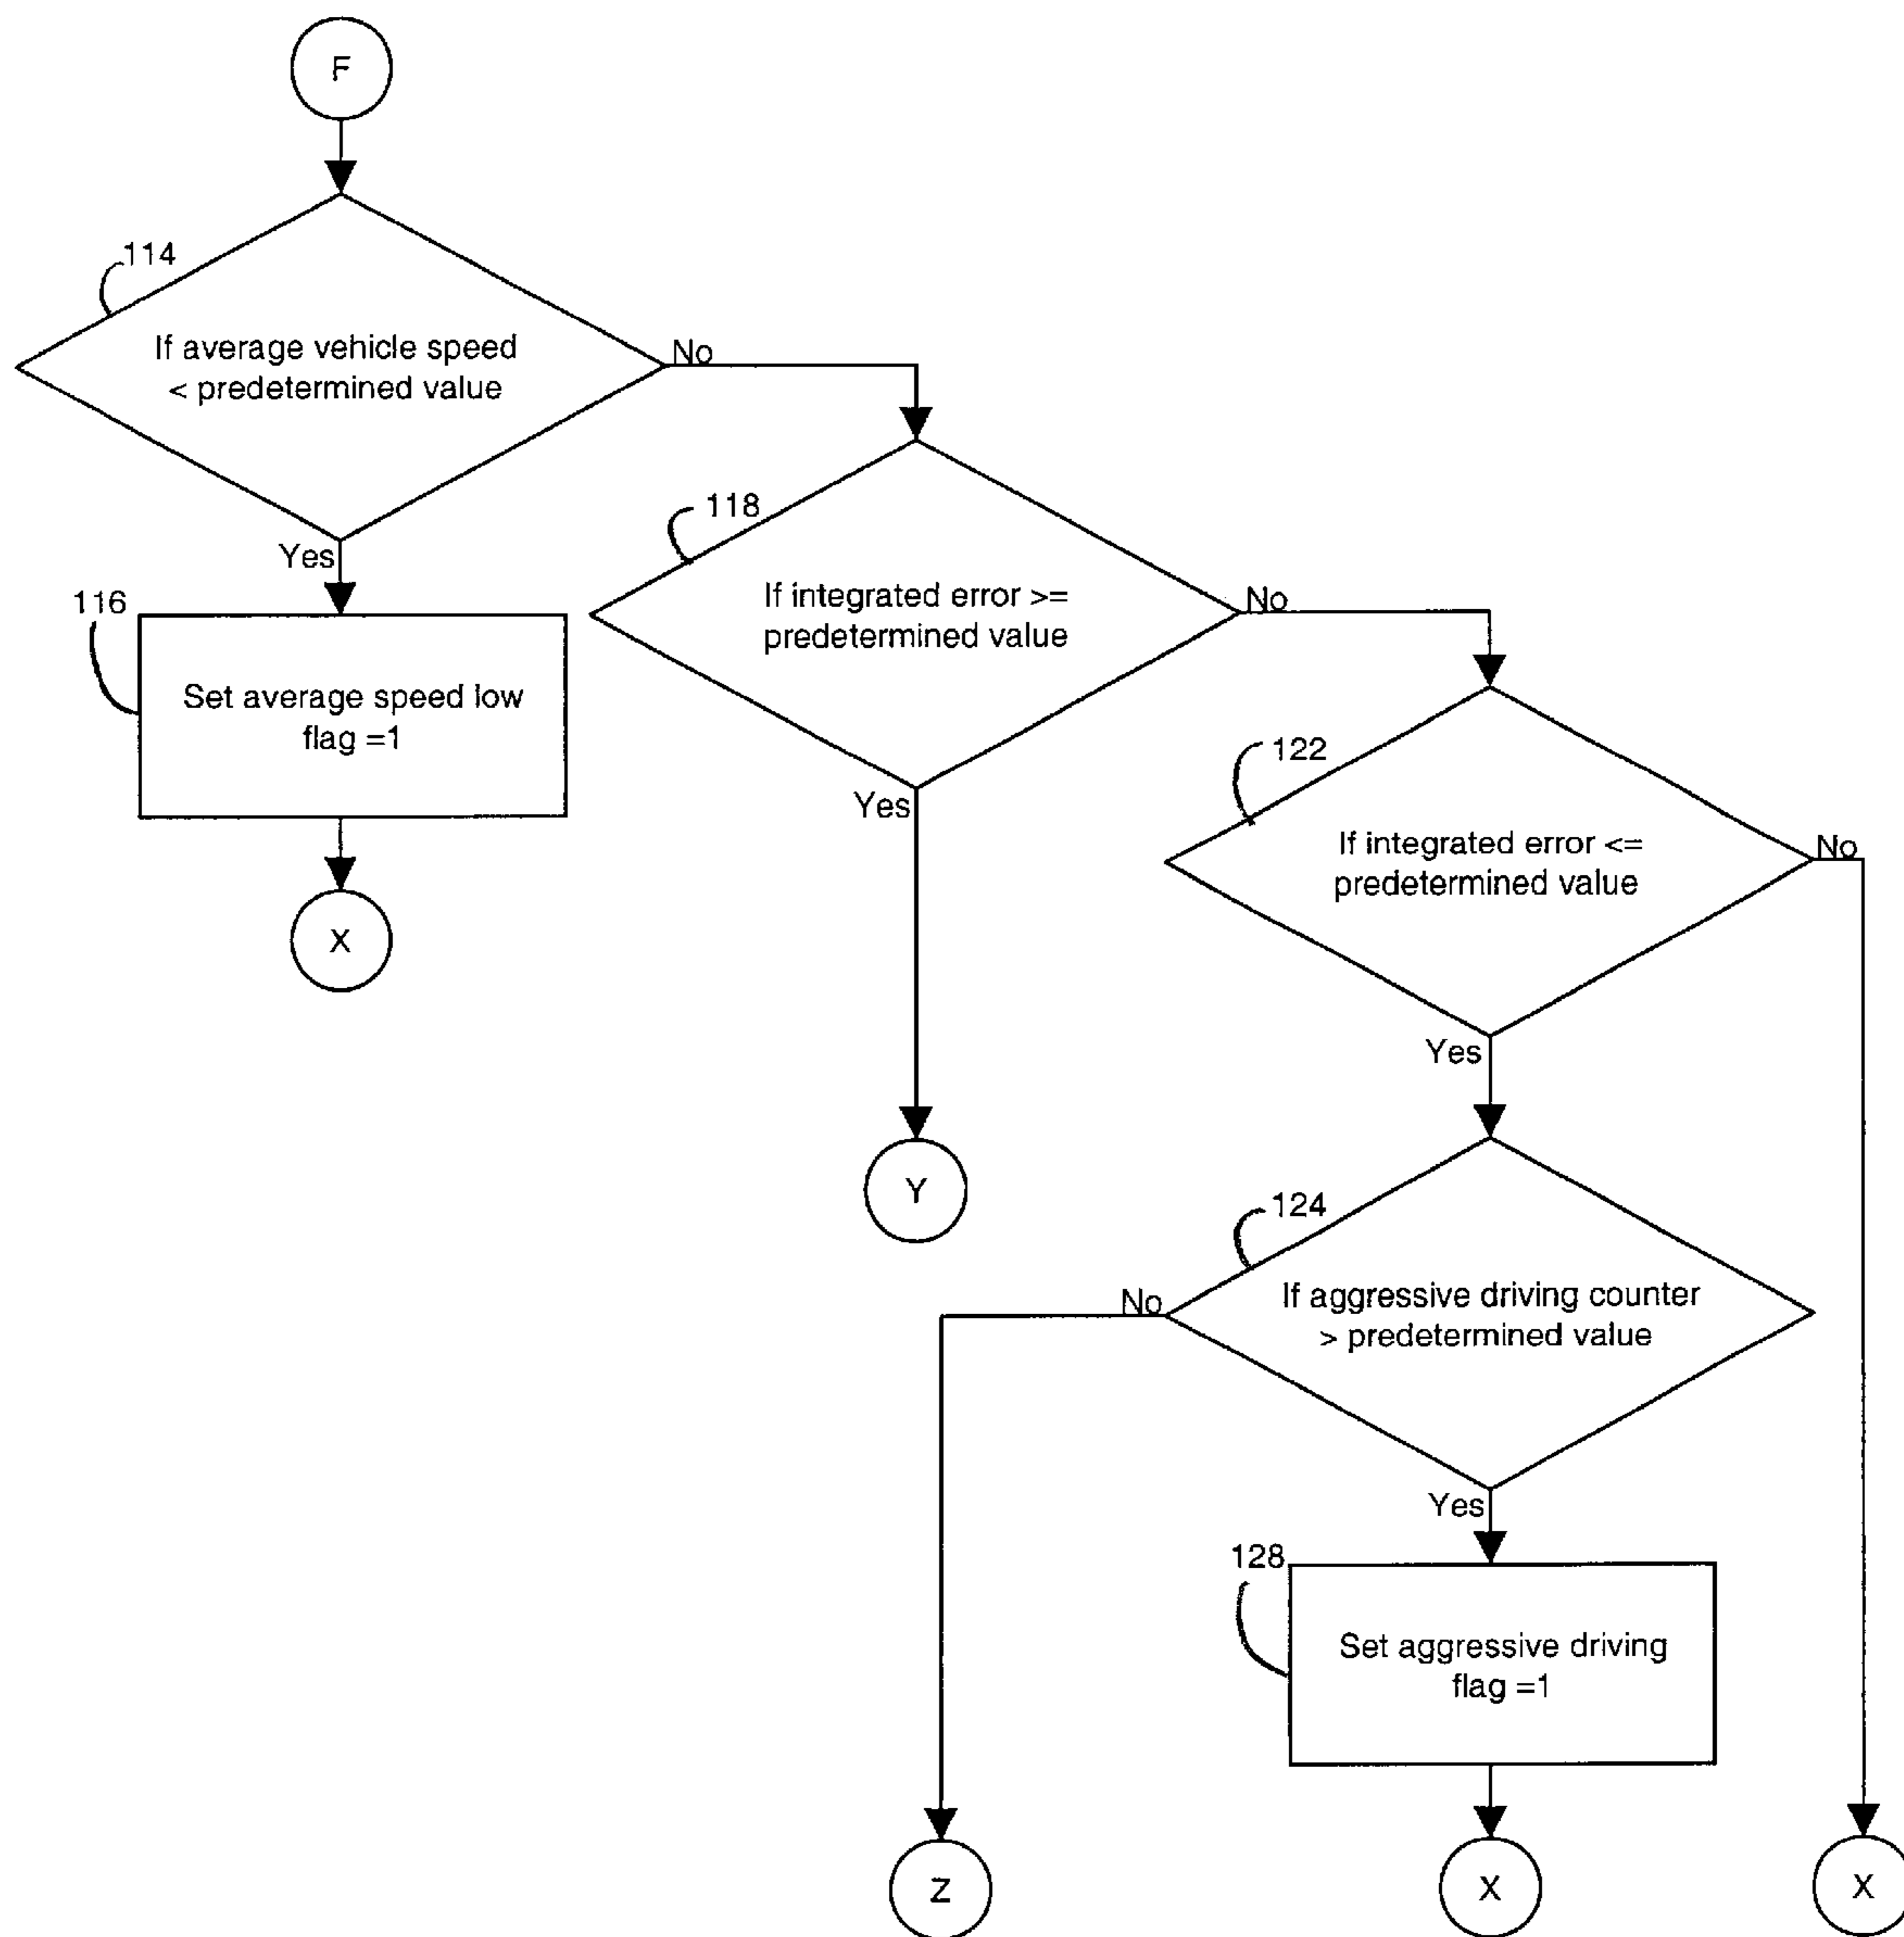 F
114
If average vehicle speed
< predetermined value
No
Yes
116
Set average speed low
flag =1
X
118
If integrated error >=
predetermined value
No
Yes
Y
122
If integrated error <=
predetermined value
No
Yes
124
If aggressive driving counter
> predetermined value
No
Yes
128
Set aggressive driving
flag =1
Z
X
X